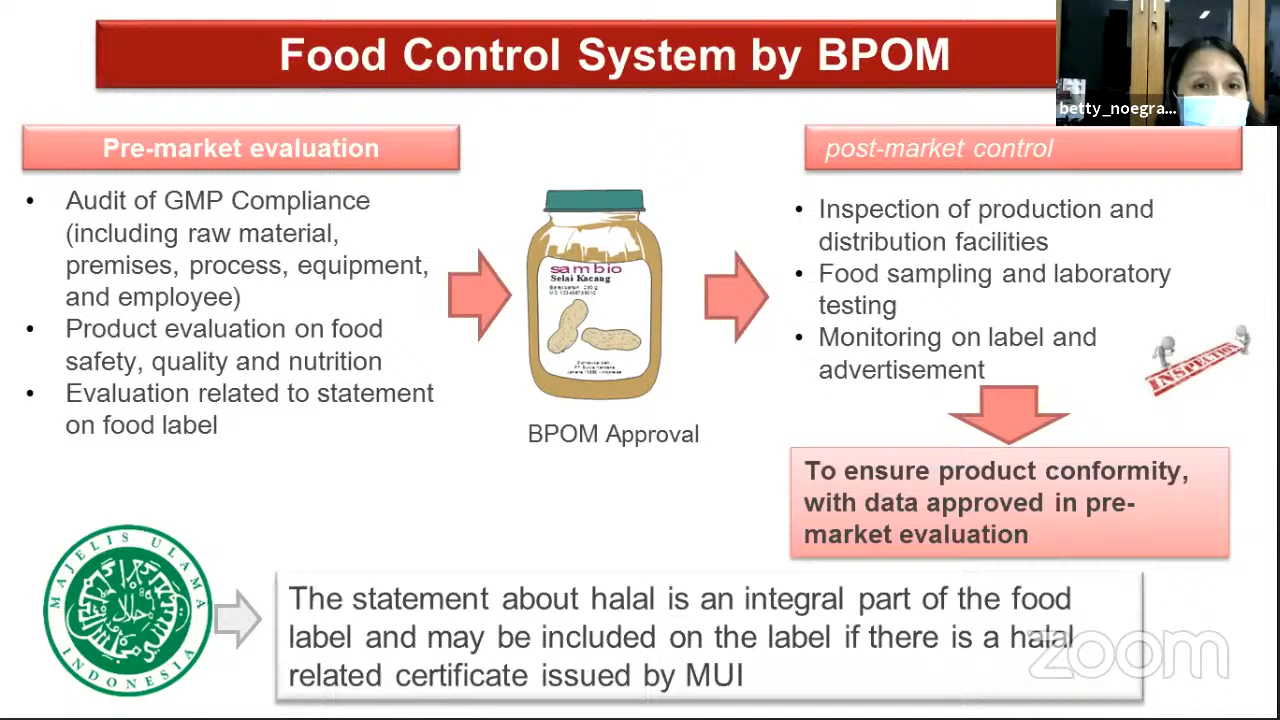 Food Control System by BPOM
betty_noegra...
Pre-market evaluation
• Audit of GMP Compliance
(including raw material,
premises, process, equipment,
and employee)
• Product evaluation on food
safety, quality and nutrition
• Evaluation related to statement
on food label
sambio
Selai Kacang
BPOM Approval
post-market control
• Inspection of production and
distribution facilities
• Food sampling and laboratory
testing
• Monitoring on label and
advertisement
INSPECTION
To ensure product conformity,
with data approved in pre-
market evaluation
MAJELIS ULAMA
INDONESIA
حلال
The statement about halal is an integral part of the food
label and may be included on the label if there is a halal
related certificate issued by MUI
zoom